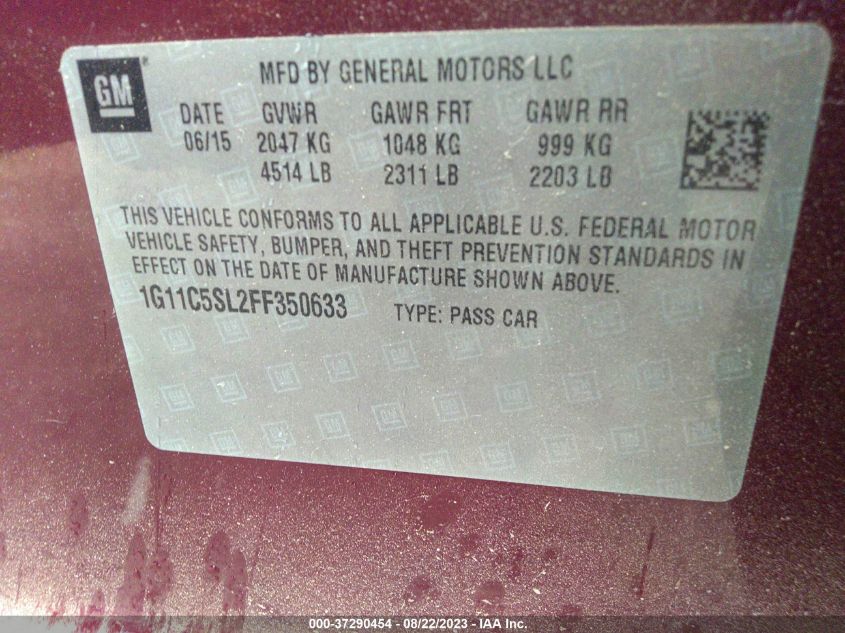 GM
MFD BY GENERAL MOTORS LLC
DATE GVWR GAWR FRT GAWR RR
06/15 2047 KG 1048 KG 999 KG
4514 LB 2311 LB 2203 LB
THIS VEHICLE CONFORMS TO ALL APPLICABLE U.S. FEDERAL MOTOR
VEHICLE SAFETY, BUMPER, AND THEFT PREVENTION STANDARDS IN
EFFECT ON THE DATE OF MANUFACTURE SHOWN ABOVE.
1G11C5SL2FF350633 TYPE: PASS CAR
000-37290454 - 08/22/2023 - IAA Inc.